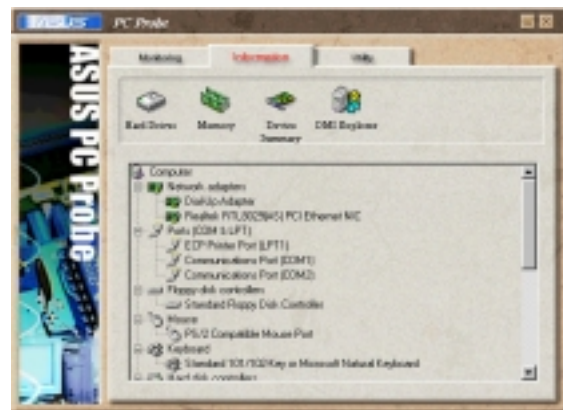 ASUS PC Probe
ASUS PC Probe
Monitoring Information Utility
Hard Drives Memory Device Summary DMI Explorer
Computer
Network adapters
Dial-Up Adapter
Realtek RTL8029(AS) PCI Ethernet NIC
Ports (COM & LPT)
ECP Printer Port (LPT1)
Communications Port (COM1)
Communications Port (COM2)
Floppy disk controllers
Standard Floppy Disk Controller
Mouse
PS/2 Compatible Mouse Port
Keyboard
Standard 101/102 Key or Microsoft Natural Keyboard
Hard disk controllers